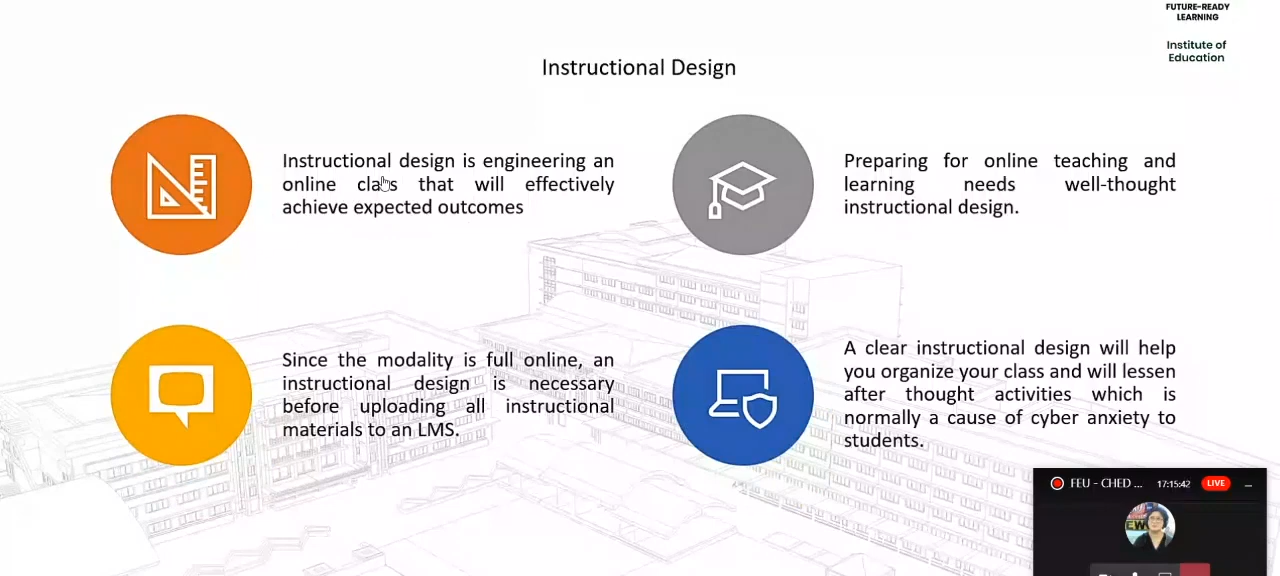 FUTURE-READY
LEARNING
Institute of
Education
Instructional Design
Instructional design is engineering an
online class that will effectively
achieve expected outcomes
Preparing for online teaching and
learning needs well-thought
instructional design.
Since the modality is full online, an
instructional design is necessary
before uploading all instructional
materials to an LMS.
A clear instructional design will help
you organize your class and will lessen
after thought activities which is
normally a cause of cyber anxiety to
students.
FEU - CHED ... 17:15:42 LIVE